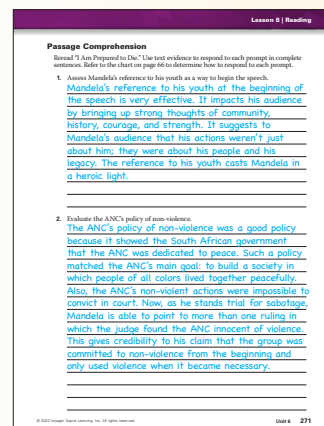 Lesson 8 | Reading
Passage Comprehension
Reread "I Am Prepared to Die." Use text evidence to respond to each prompt in complete
sentences. Refer to the chart on page 66 to determine how to respond to each prompt.
1. Assess Mandela's reference to his youth as a way to begin the speech.
Mandela's reference to his youth at the beginning of
the speech is very effective. It impacts his audience
by bringing up strong thoughts of community,
history, courage, and strength. It suggests to
Mandela's audience that his actions weren't just
about him; they were about his people and his
legacy. The reference to his youth casts Mandela in
a heroic light.
2. Evaluate the ANC's policy of non-violence.
The ANC's policy of non-violence was a good policy
because it showed the South African government
that the ANC was dedicated to peace. Such a policy
matched the ANC's main goal: to build a society in
which people of all colors lived together peacefully.
Also, the ANC's non-violent actions were impossible to
convict in court. Now, as he stands trial for sabotage,
Mandela is able to point to more than one ruling in
which the judge found the ANC innocent of violence.
This gives credibility to his claim that the group was
committed to non-violence from the beginning and
only used violence when it became necessary.
Voyager Sopris Learning, Inc. All rights reserved.
Unit 6 271